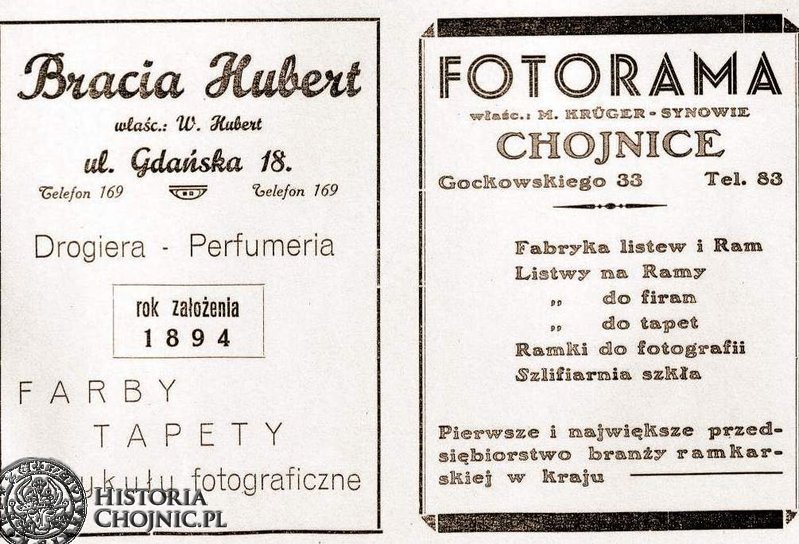 Bracia Hubert
właśc.: W. Hubert
ul. Gdańska 18.
Telefon 169 Telefon 169
Drogiera - Perfumeria
rok założenia
1894
FARBY
TAPETY
fotograficzne
HISTORIA
CHOJNIC.PL
FOTORAMA
właśc.: M. KRÜGER - SYNOWIE
CHOJNICE
Gockowskiego 33 Tel. 83
Fabryka listew i Ram
Listwy na Ramy
„ do firan
„ do tapet
Ramki do fotografii
Szlifiarnia szkła
Pierwsze i największe przed-
siębiorstwo branży ramkar-
skiej w kraju